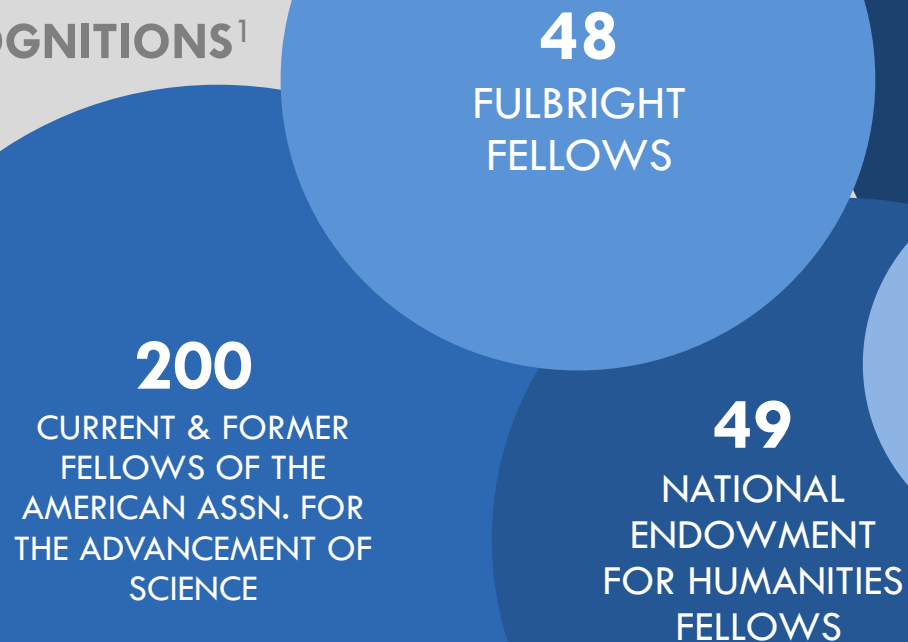 OGNITIONS¹
48
FULBRIGHT
FELLOWS
200
CURRENT & FORMER
FELLOWS OF THE
AMERICAN ASSN. FOR
THE ADVANCEMENT OF
SCIENCE
49
NATIONAL
ENDOWMENT
FOR HUMANITIES
FELLOWS